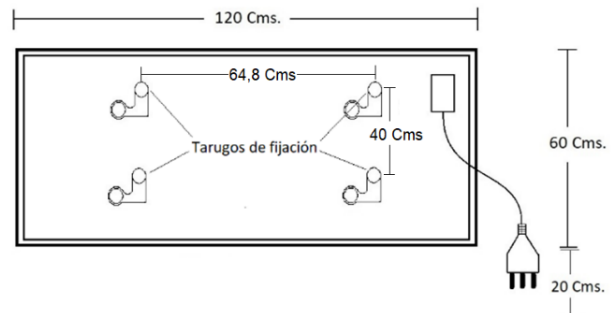 120 Cms.
64,8 Cms
40 Cms
Tarugos de fijación
60 Cms.
20 Cms.